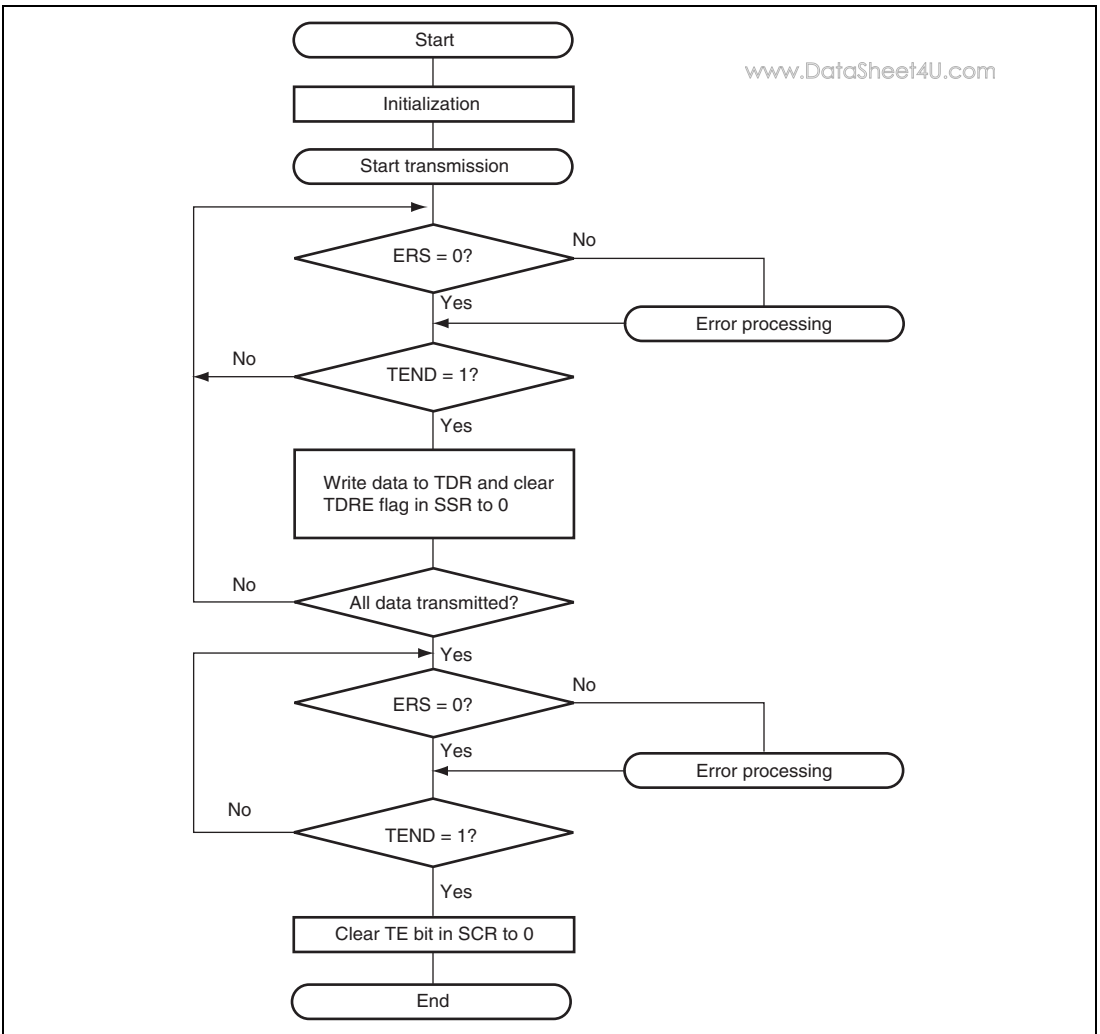 Start
www.DataSheet4U.com
Initialization
Start transmission
ERS = 0?
No
Yes
Error processing
No
TEND = 1?
Yes
Write data to TDR and clear
TDRE flag in SSR to 0
No
All data transmitted?
Yes
ERS = 0?
No
Yes
Error processing
No
TEND = 1?
Yes
Clear TE bit in SCR to 0
End